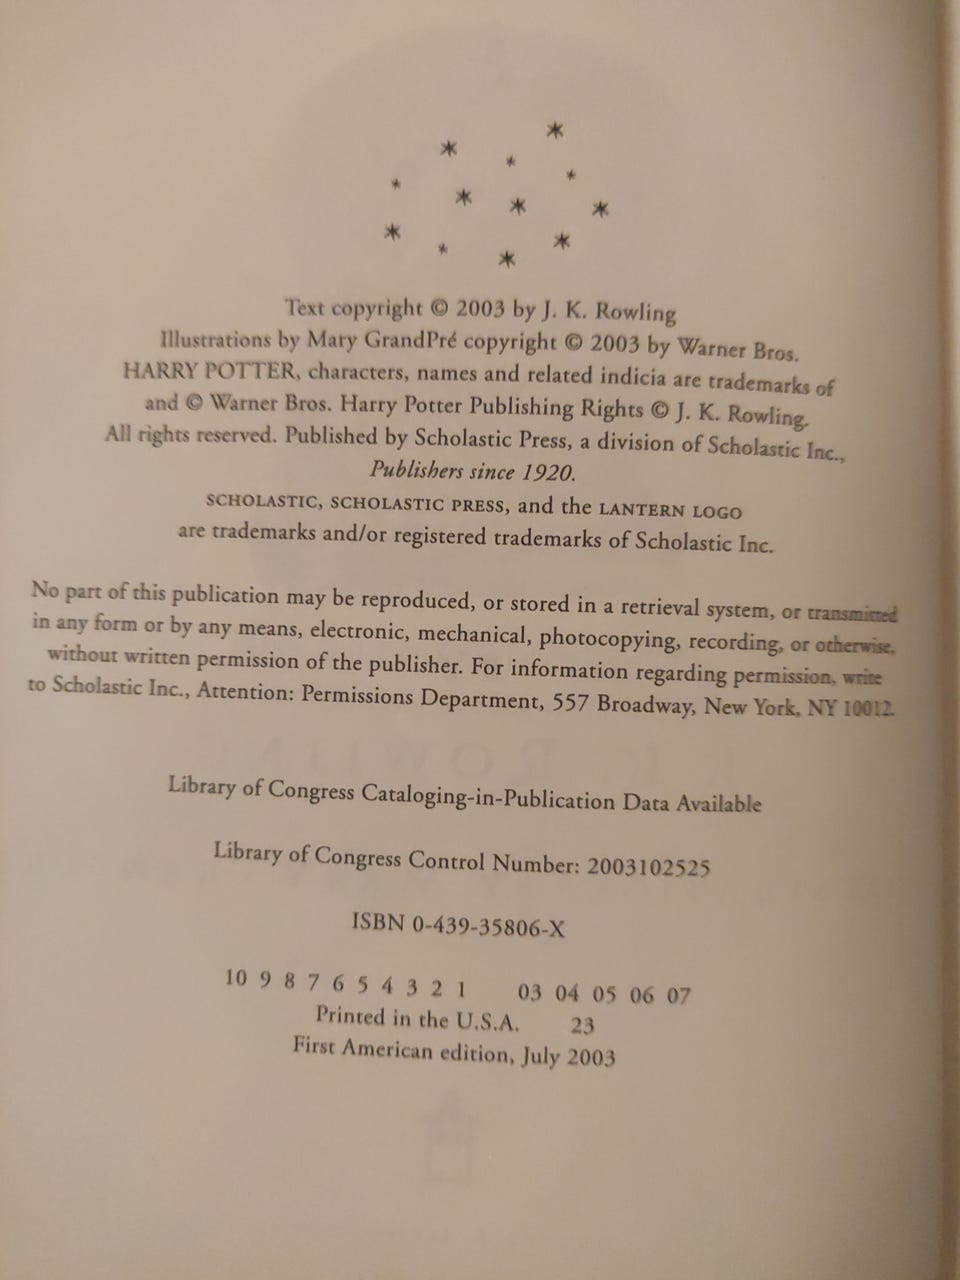 Text copyright © 2003 by J. K. Rowling
Illustrations by Mary GrandPré copyright © 2003 by Warner Bros.
HARRY POTTER, characters, names and related indicia are trademarks of
and © Warner Bros. Harry Potter Publishing Rights © J. K. Rowling.
All rights reserved. Published by Scholastic Press, a division of Scholastic Inc.,
Publishers since 1920.
SCHOLASTIC, SCHOLASTIC PRESS, and the LANTERN LOGO
are trademarks and/or registered trademarks of Scholastic Inc.
No part of this publication may be reproduced, or stored in a retrieval system, or transmitted
in any form or by any means, electronic, mechanical, photocopying, recording, or otherwise,
without written permission of the publisher. For information regarding permission, write
to Scholastic Inc., Attention: Permissions Department, 557 Broadway, New York, NY 10012.
Library of Congress Cataloging-in-Publication Data Available
Library of Congress Control Number: 2003102525
ISBN 0-439-35806-X
10 9 8 7 6 5 4 3 2 1 03 04 05 06 07
Printed in the U.S.A. 23
First American edition, July 2003